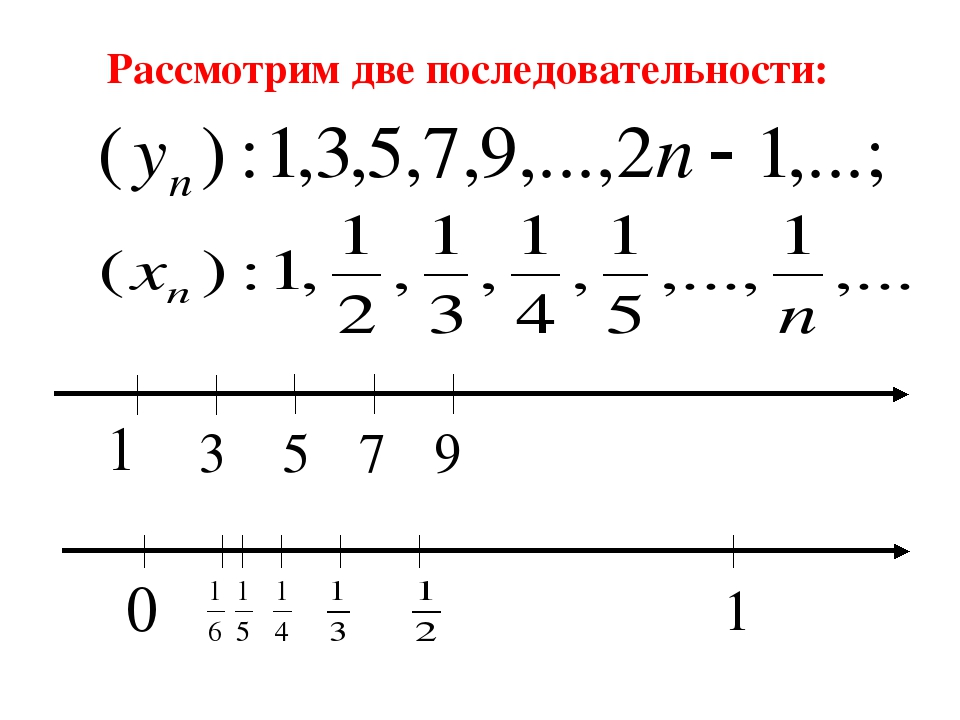 Рассмотрим две последовательности:
(yₙ) : 1,3,5,7,9,...,2n - 1,...;
(xₙ) : 1, 1/2, 1/3, 1/4, 1/5,...,1/n,...
1 3 5 7 9
0 1/6 1/5 1/4 1/3 1/2 1